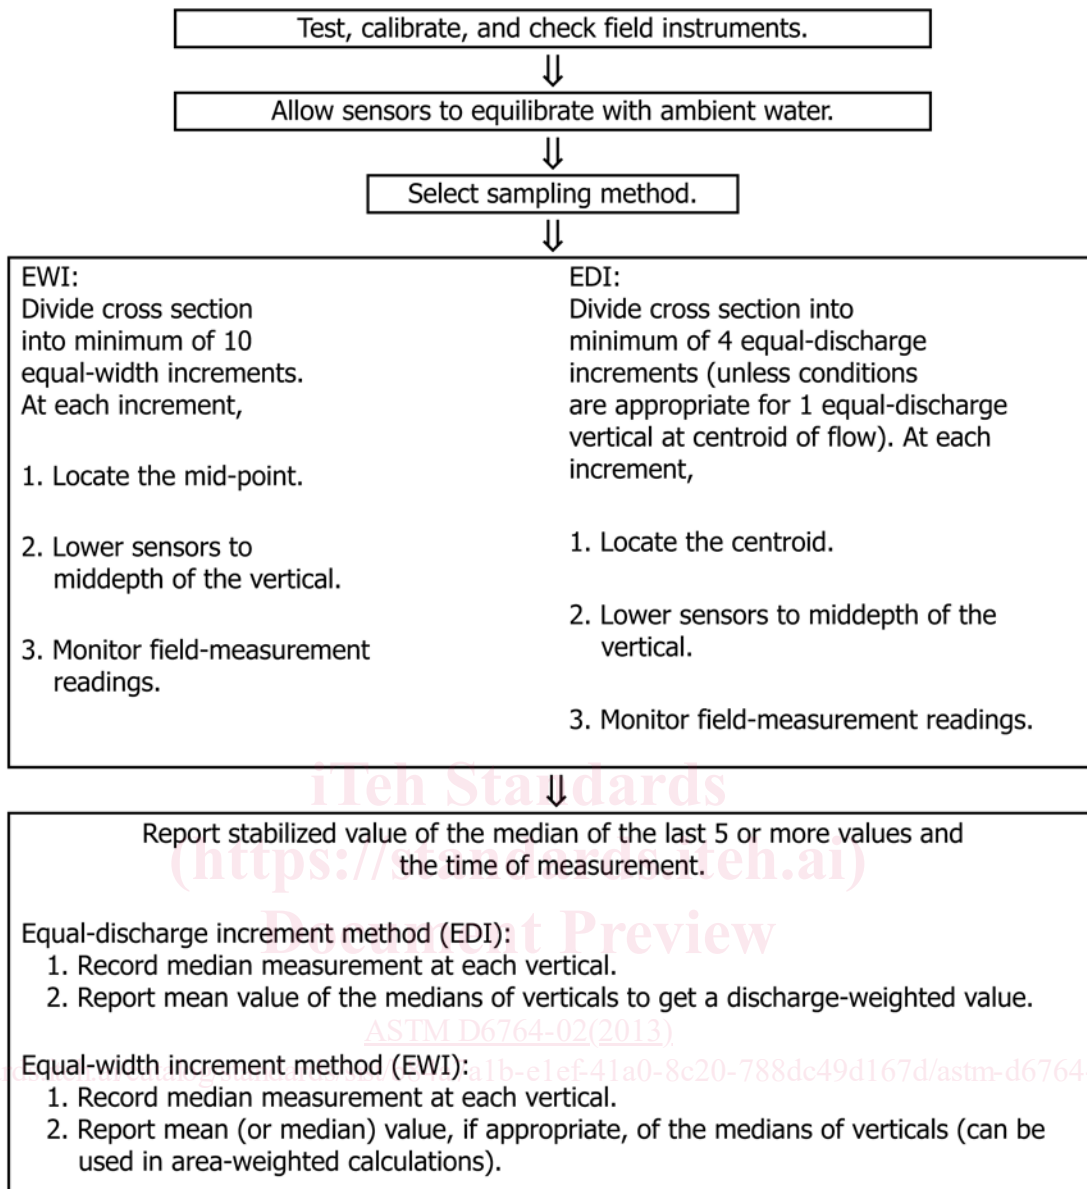 Test, calibrate, and check field instruments.
⇓
Allow sensors to equilibrate with ambient water.
⇓
Select sampling method.
⇓
EWI:
Divide cross section
into minimum of 10
equal-width increments.
At each increment,
1. Locate the mid-point.
2. Lower sensors to
middepth of the vertical.
3. Monitor field-measurement
readings.
EDI:
Divide cross section into
minimum of 4 equal-discharge
increments (unless conditions
are appropriate for 1 equal-discharge
vertical at centroid of flow). At each
increment,
1. Locate the centroid.
2. Lower sensors to middepth of the
vertical.
3. Monitor field-measurement readings.
iTeh Standards
⇓
Report stabilized value of the median of the last 5 or more values and
(https://standards.iteh.ai)
the time of measurement.
Document Preview
Equal-discharge increment method (EDI):
1. Record median measurement at each vertical.
2. Report mean value of the medians of verticals to get a discharge-weighted value.
ASTM D6764-02(2013)
Equal-width increment method (EWI):
a1b-e1ef-41a0-8c20-788dc49d167d/astm-d6764-
1. Record median measurement at each vertical.
2. Report mean (or median) value, if appropriate, of the medians of verticals (can be
used in area-weighted calculations).